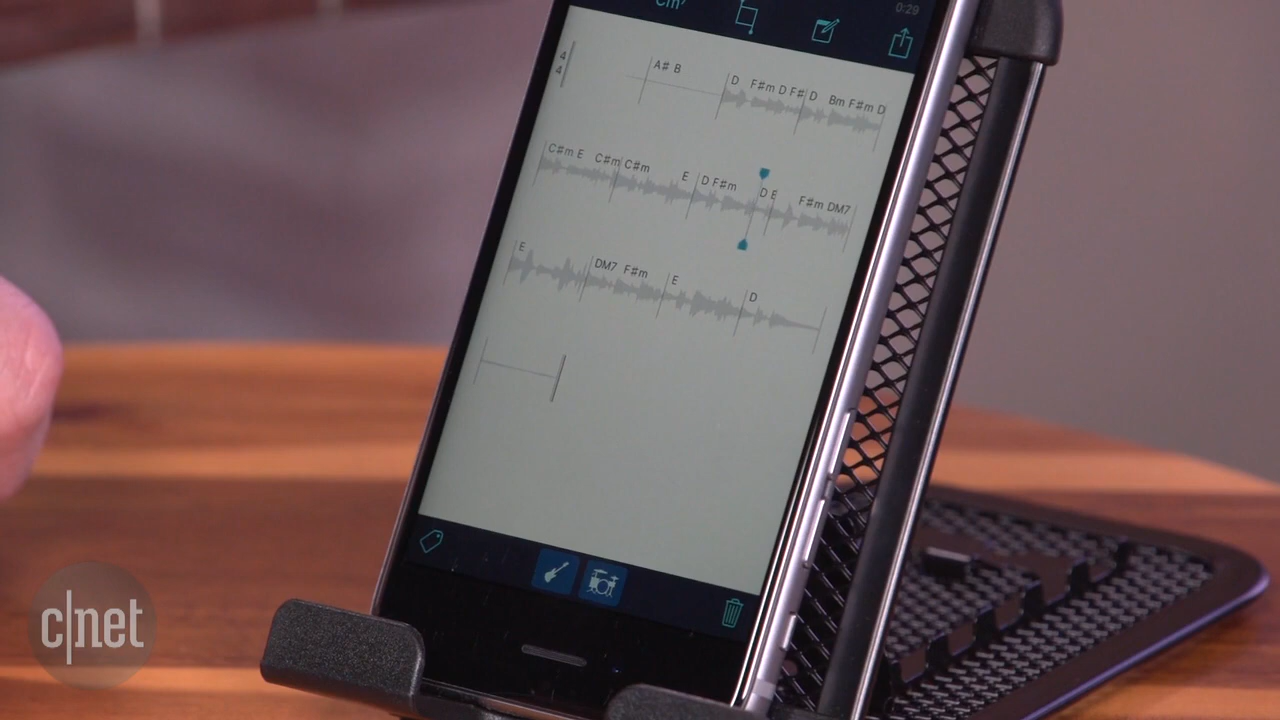 0:29
4
4
A# B D F#m D F# D Bm F#m D
C#m E C#m C#m E D F#m D E F#m DM7
E DM7 F#m E D
c|net